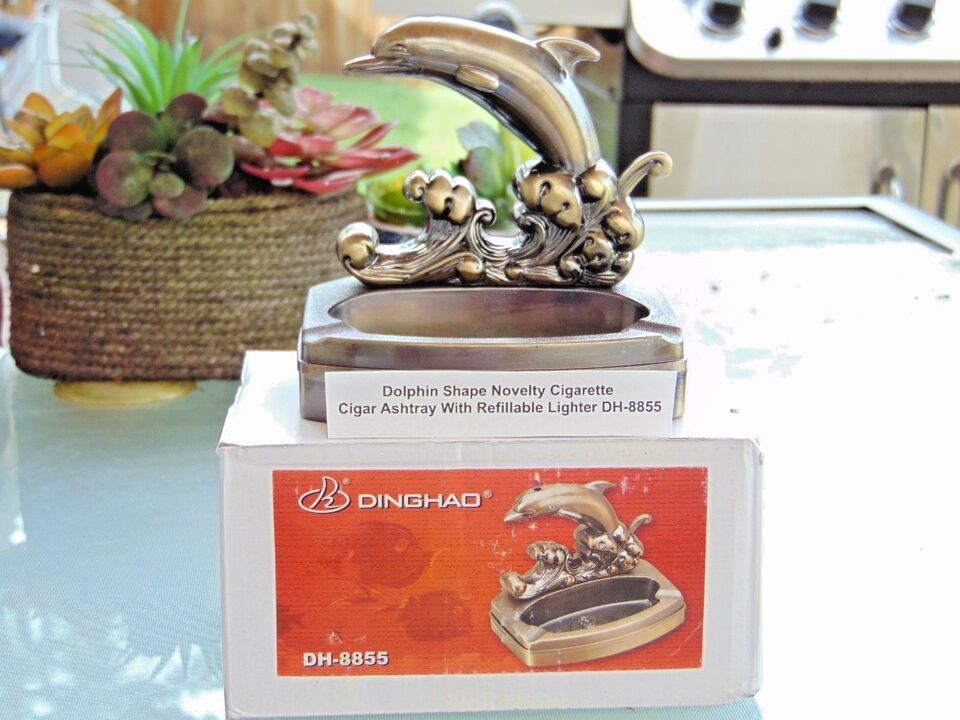 Dolphin Shape Novelty Cigarette
Cigar Ashtray With Refillable Lighter DH-8855
DINGHAO®
DH-8855